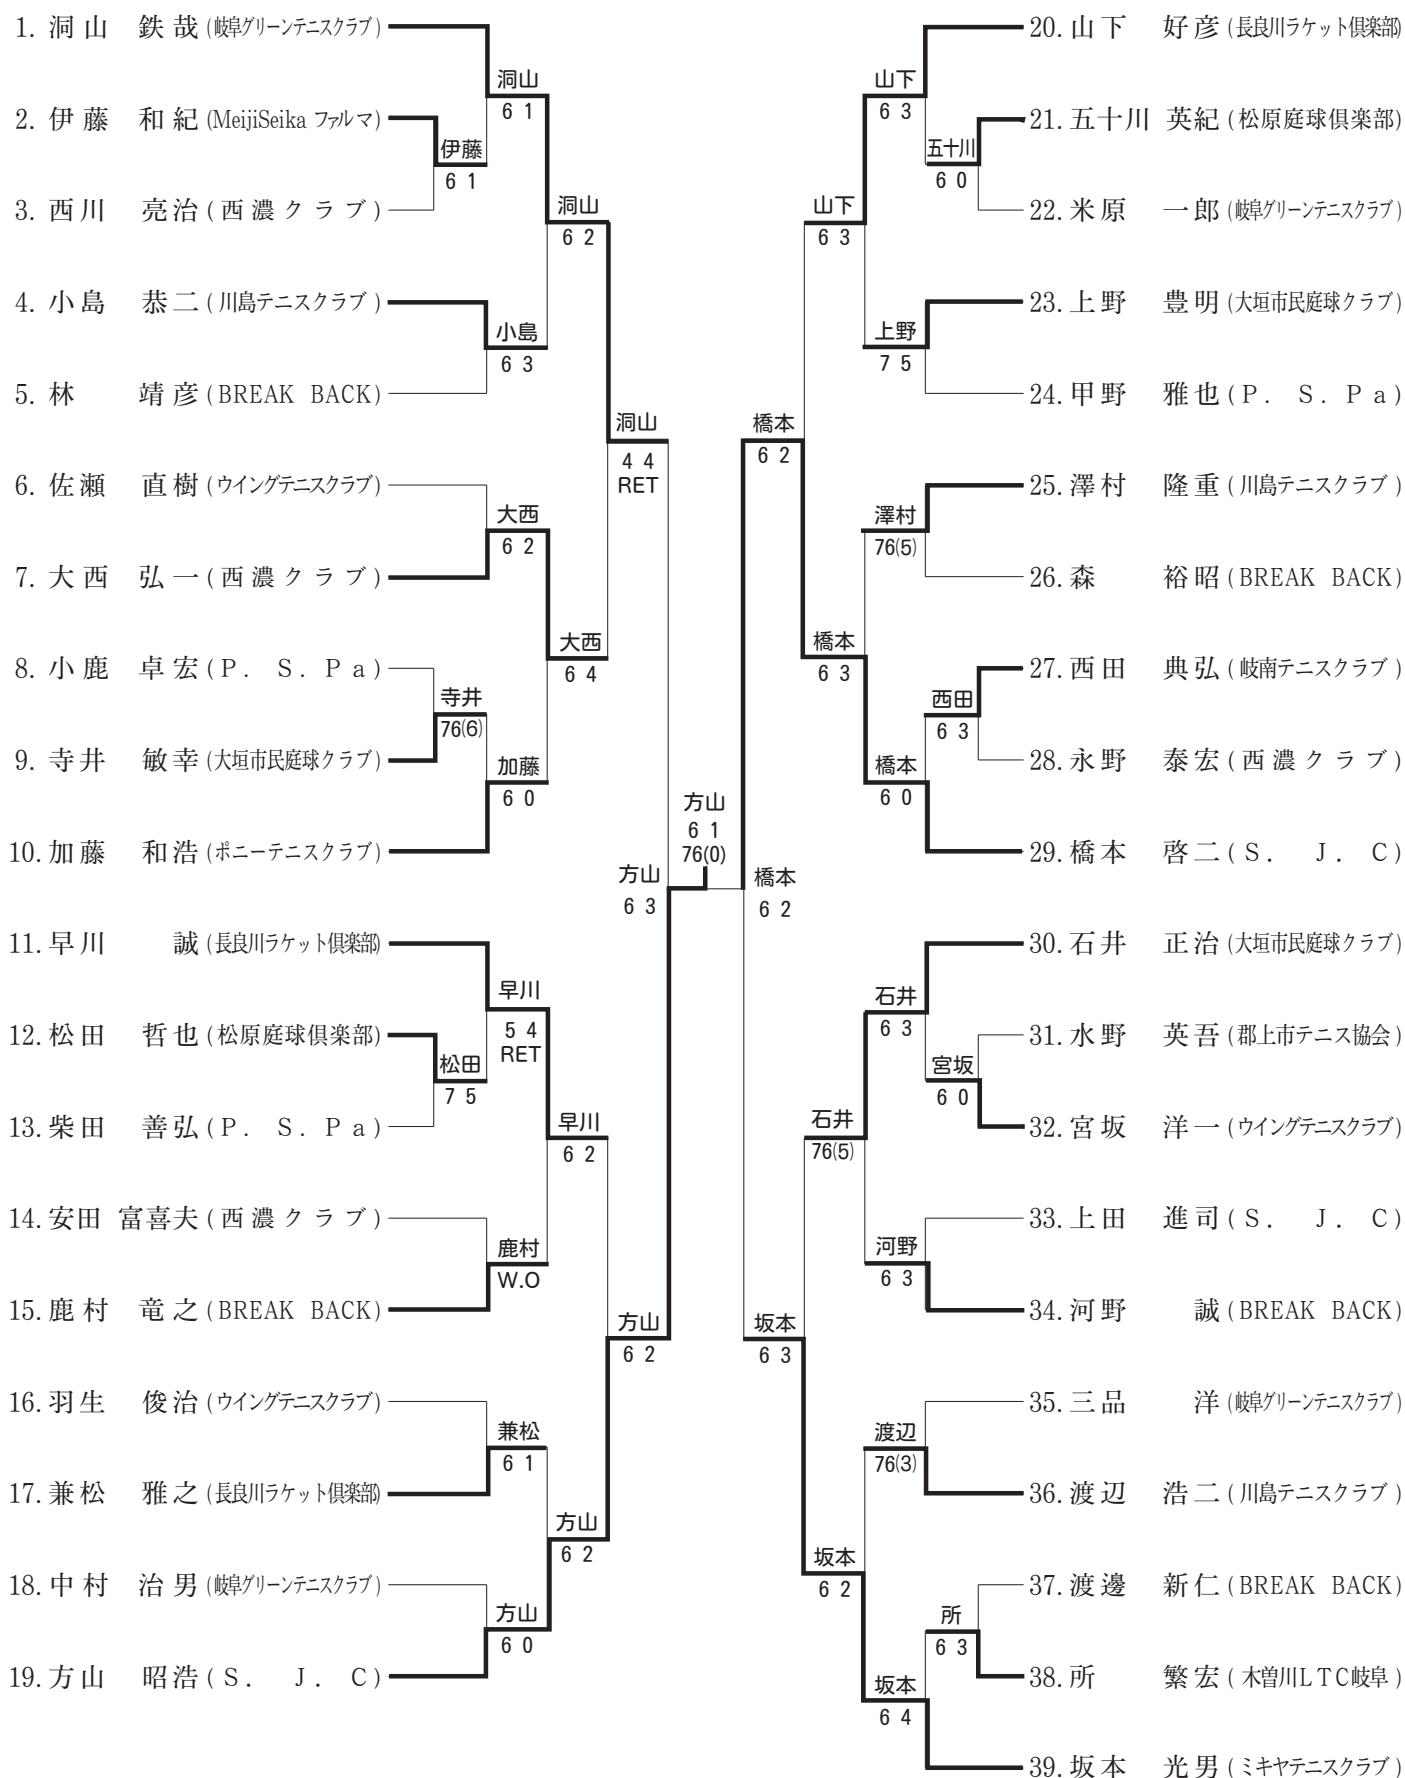 1. 洞山 鉄哉 (岐阜グリーンテニスクラブ)
2. 伊藤 和紀 (MeijiSeika ファルマ)
3. 西川 亮治 (西濃クラブ)
4. 小島 恭二 (川島テニスクラブ)
5. 林 靖彦 (BREAK BACK)
6. 佐瀬 直樹 (ウイングテニスクラブ)
7. 大西 弘一 (西濃クラブ)
8. 小鹿 卓宏 (P. S. Pa)
9. 寺井 敏幸 (大垣市民庭球クラブ)
10. 加藤 和浩 (ポニーテニスクラブ)
11. 早川 誠 (長良川ラケット倶楽部)
12. 松田 哲也 (松原庭球倶楽部)
13. 柴田 善弘 (P. S. Pa)
14. 安田 富喜夫 (西濃クラブ)
15. 鹿村 竜之 (BREAK BACK)
16. 羽生 俊治 (ウイングテニスクラブ)
17. 兼松 雅之 (長良川ラケット倶楽部)
18. 中村 治男 (岐阜グリーンテニスクラブ)
19. 方山 昭浩 (S. J. C)
伊藤
6 1
寺井
76(6)
松田
7 5
洞山
6 1
小島
6 3
大西
6 2
加藤
6 0
早川
5 4
RET
鹿村
W.O
兼松
6 1
方山
6 0
洞山
6 2
大西
6 4
早川
6 2
方山
6 2
洞山
4 4
RET
方山
6 2
方山
6 3
方山
6 1
76(0)
橋本
6 2
橋本
6 2
坂本
6 3
山下
6 3
橋本
6 3
石井
76(5)
坂本
6 2
山下
6 3
上野
7 5
澤村
76(5)
橋本
6 0
石井
6 3
河野
6 3
渡辺
76(3)
坂本
6 4
五十川
6 0
西田
6 3
宮坂
6 0
所
6 3
20. 山下 好彦 (長良川ラケット倶楽部)
21. 五十川 英紀 (松原庭球倶楽部)
22. 米原 一郎 (岐阜グリーンテニスクラブ)
23. 上野 豊明 (大垣市民庭球クラブ)
24. 甲野 雅也 (P. S. Pa)
25. 澤村 隆重 (川島テニスクラブ)
26. 森 裕昭 (BREAK BACK)
27. 西田 典弘 (岐南テニスクラブ)
28. 永野 泰宏 (西濃クラブ)
29. 橋本 啓二 (S. J. C)
30. 石井 正治 (大垣市民庭球クラブ)
31. 水野 英吾 (郡上市テニス協会)
32. 宮坂 洋一 (ウイングテニスクラブ)
33. 上田 進司 (S. J. C)
34. 河野 誠 (BREAK BACK)
35. 三品 洋 (岐阜グリーンテニスクラブ)
36. 渡辺 浩二 (川島テニスクラブ)
37. 渡邊 新仁 (BREAK BACK)
38. 所 繁宏 (木曽川LTC岐阜)
39. 坂本 光男 (ミキヤテニスクラブ)